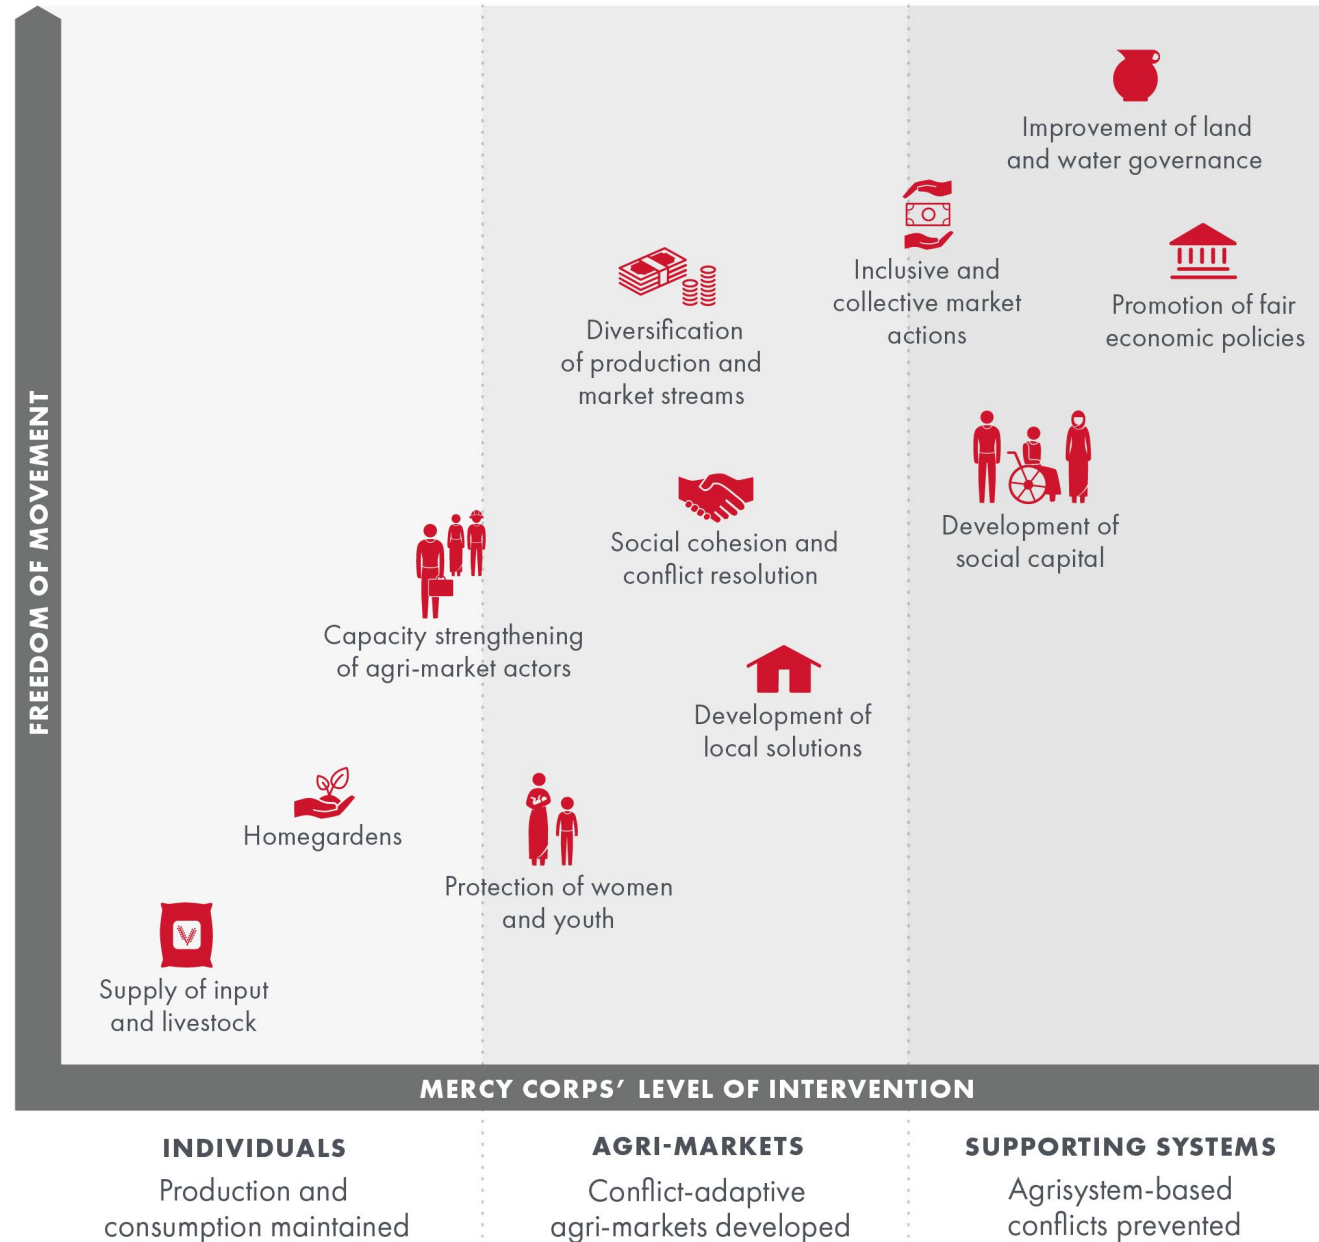 FREEDOM OF MOVEMENT
Improvement of land
and water governance
Inclusive and
collective market
actions
Promotion of fair
economic policies
Diversification
of production and
market streams
Development of
social capital
Social cohesion and
conflict resolution
Capacity strengthening
of agri-market actors
Development of
local solutions
Homegardens
Protection of women
and youth
Supply of input
and livestock
MERCY CORPS’ LEVEL OF INTERVENTION
INDIVIDUALS
Production and
consumption maintained
AGRI-MARKETS
Conflict-adaptive
agri-markets developed
SUPPORTING SYSTEMS
Agrisystem-based
conflicts prevented